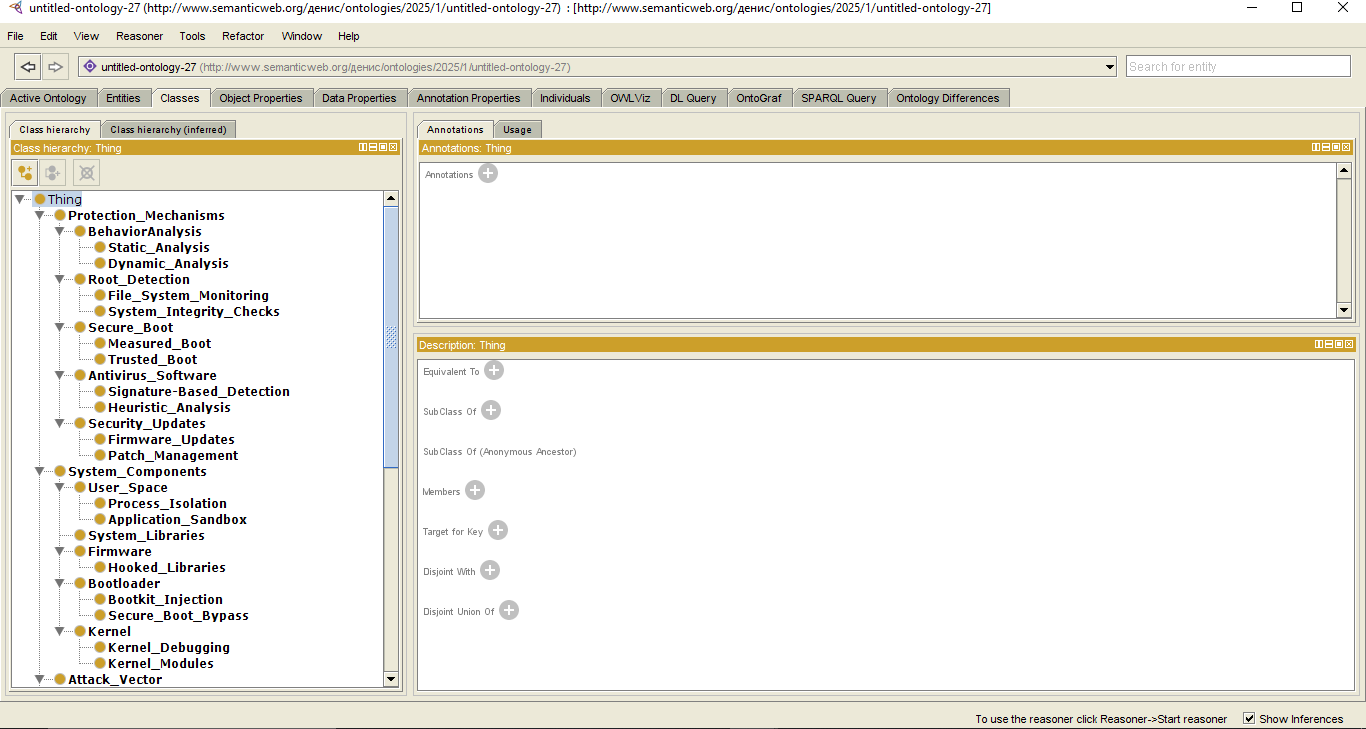 untitled-ontology-27 (http://www.semanticweb.org/денис/ontologies/2025/1/untitled-ontology-27) : [http://www.semanticweb.org/денис/ontologies/2025/1/untitled-ontology-27]
File Edit View Reasoner Tools Refactor Window Help
untitled-ontology-27 (http://www.semanticweb.org/денис/ontologies/2025/1/untitled-ontology-27)
Search for entity
Active Ontology Entities Classes Object Properties Data Properties Annotation Properties Individuals OWLViz DL Query OntoGraf SPARQL Query Ontology Differences
Class hierarchy Class hierarchy (inferred)
Class hierarchy: Thing
Thing
Protection_Mechanisms
BehaviorAnalysis
Static_Analysis
Dynamic_Analysis
Root_Detection
File_System_Monitoring
System_Integrity_Checks
Secure_Boot
Measured_Boot
Trusted_Boot
Antivirus_Software
Signature-Based_Detection
Heuristic_Analysis
Security_Updates
Firmware_Updates
Patch_Management
System_Components
User_Space
Process_Isolation
Application_Sandbox
System_Libraries
Firmware
Hooked_Libraries
Bootloader
Bootkit_Injection
Secure_Boot_Bypass
Kernel
Kernel_Debugging
Kernel_Modules
Attack_Vector
Annotations Usage
Annotations: Thing
Annotations
Description: Thing
Equivalent To
SubClass Of
SubClass Of (Anonymous Ancestor)
Members
Target for Key
Disjoint With
Disjoint Union Of
To use the reasoner click Reasoner->Start reasoner Show Inferences